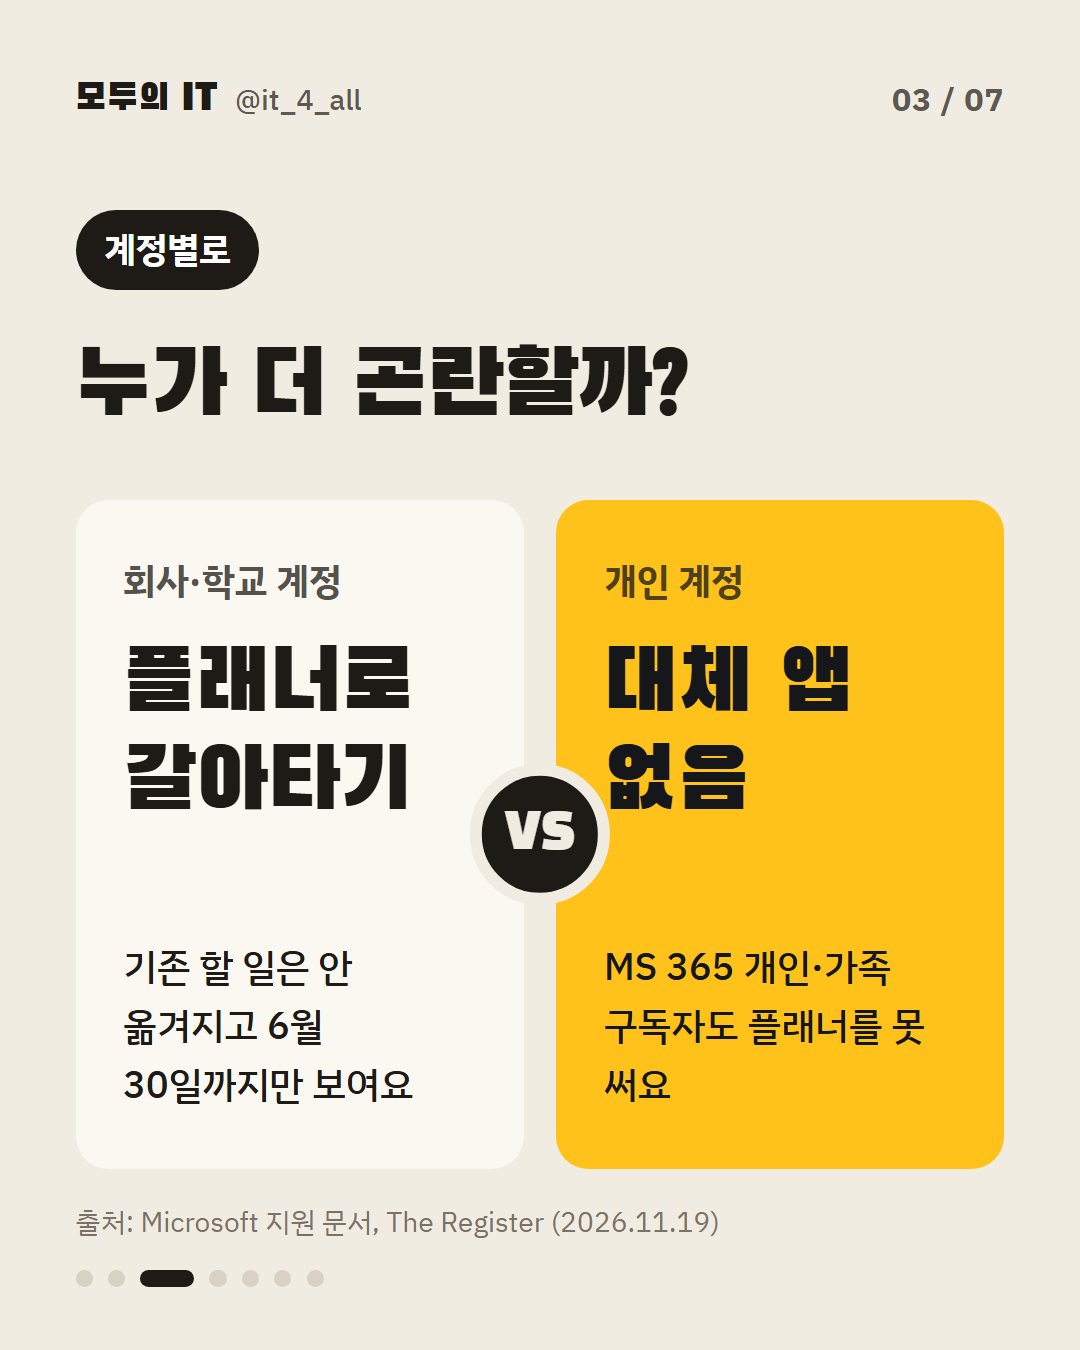 모두의 IT @it_4_all
03 / 07
계정별로
누가 더 곤란할까?
회사·학교 계정
플래너로
갈아타기
기존 할 일은 안
옮겨지고 6월
30일까지만 보여요
VS
개인 계정
대체 앱
없음
MS 365 개인·가족
구독자도 플래너를 못
써요
출처: Microsoft 지원 문서, The Register (2026.11.19)